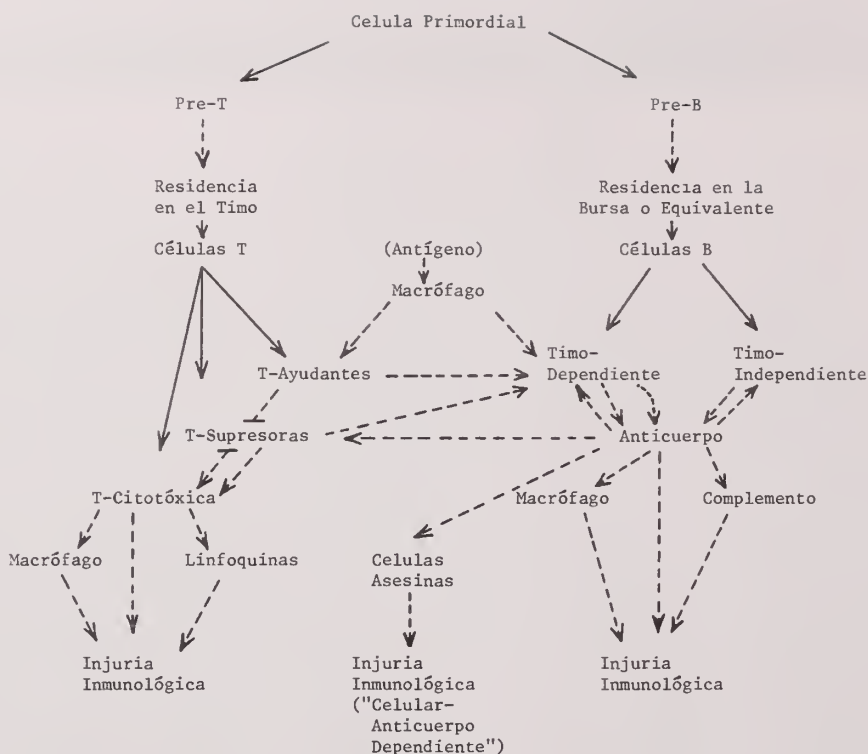 Celula Primordial
Pre-T
Pre-B
Residencia
en el Timo
Residencia en la
Bursa o Equivalente
Células T
(Antígeno)
Células B
Macrófago
Timo-
Dependiente
Timo-
Independiente
T-Ayudantes
T-Supresoras
Anticuerpo
T-Citotóxica
Macrófago
Complemento
Macrófago
Linfoquinas
Celulas
Asesinas
Injuria
Inmunológica
Injuria
Inmunológica
("Celular-
Anticuerpo
Dependiente")
Injuria
Inmunológica